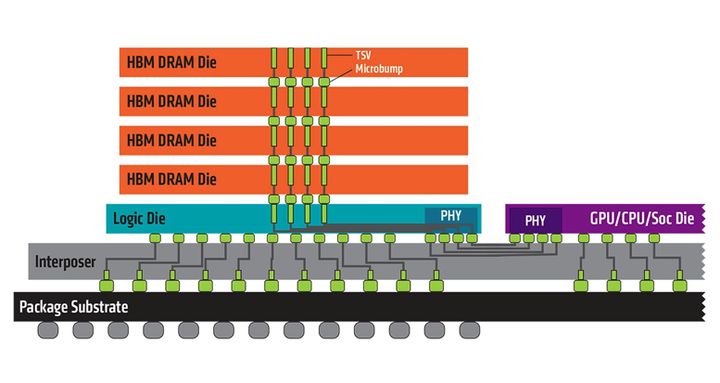 HBM DRAM Die
TSV
Microbump
HBM DRAM Die
HBM DRAM Die
HBM DRAM Die
Logic Die
PHY
PHY
GPU/CPU/Soc Die
Interposer
Package Substrate